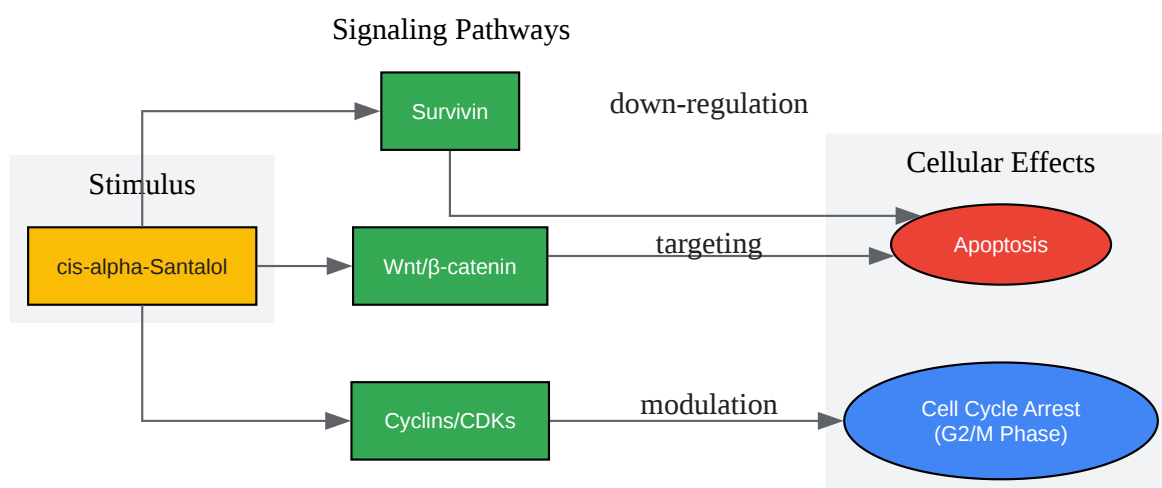 Signaling Pathways
Survivin
down-regulation
Stimulus
Cellular Effects
cis-alpha-Santalol
Wnt/β-catenin
targeting
Apoptosis
Cyclins/CDKs
modulation
Cell Cycle Arrest
(G2/M Phase)